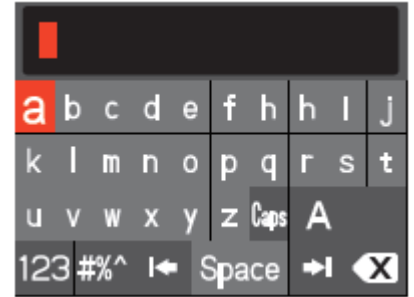 a b c d e f h h I j
k l m n o p q r s t
u v w x y z Caps A
123 #%^ Space X